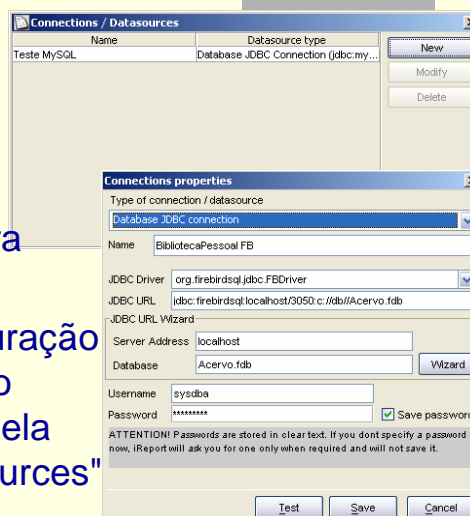 Connections / Datasources
Name Datasource type
Teste MySQL Database JDBC Connection (jdbc:my...
New
Modify
Delete
Connections properties
Type of connection / datasource
Database JDBC connection
Name BibliotecaPessoal FB
JDBC Driver org.firebirdsql.jdbc.FBDriver
JDBC URL jdbc:firebirdsql:localhost/3050:c://db//Acervo.fdb
JDBC URL Wizard
Server Address localhost
Database Acervo.fdb Wizard
Username sysdba
Password ********* Save password
ATTENTION! Passwords are stored in clear text. If you dont specify a password
now, iReport will ask you for one only when required and will not save it.
Test Save Cancel
uração
o
ela
urces"